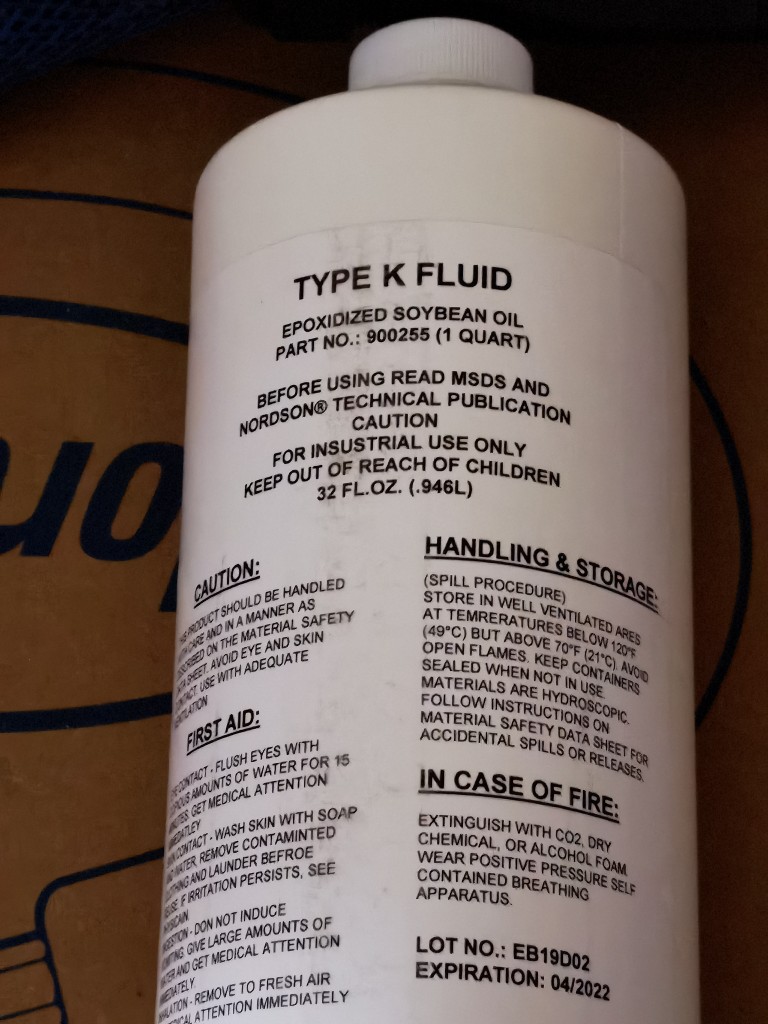 TYPE K FLUID
EPOXIDIZED SOYBEAN OIL
PART NO.: 900255 (1 QUART)
BEFORE USING READ MSDS AND
NORDSON® TECHNICAL PUBLICATION
CAUTION
FOR INSUSTRIAL USE ONLY
KEEP OUT OF REACH OF CHILDREN
32 FL.OZ. (.946L)
CAUTION:
PRODUCT SHOULD BE HANDLED
CARE AND IN A MANNER AS
ON THE MATERIAL SAFETY
SHEET. AVOID EYE AND SKIN
USE WITH ADEQUATE
FIRST AID:
CONTACT - FLUSH EYES WITH
AMOUNTS OF WATER FOR 15
GET MEDICAL ATTENTION
CONTACT - WASH SKIN WITH SOAP
WATER, REMOVE CONTAMINTED
AND LAUNDER BEFROE
IF IRRITATION PERSISTS, SEE
- DON NOT INDUCE
GIVE LARGE AMOUNTS OF
AND GET MEDICAL ATTENTION
- REMOVE TO FRESH AIR
ATTENTION IMMEDIATELY
HANDLING & STORAGE:
(SPILL PROCEDURE)
STORE IN WELL VENTILATED ARES
AT TEMRERATURES BELOW 120°F
(49°C) BUT ABOVE 70°F (21°C). AVOID
OPEN FLAMES. KEEP CONTAINERS
SEALED WHEN NOT IN USE.
MATERIALS ARE HYDROSCOPIC.
FOLLOW INSTRUCTIONS ON
MATERIAL SAFETY DATA SHEET FOR
ACCIDENTAL SPILLS OR RELEASES.
IN CASE OF FIRE:
EXTINGUISH WITH CO2, DRY
CHEMICAL, OR ALCOHOL FOAM.
WEAR POSITIVE PRESSURE SELF
CONTAINED BREATHING
APPARATUS.
LOT NO.: EB19D02
EXPIRATION: 04/2022